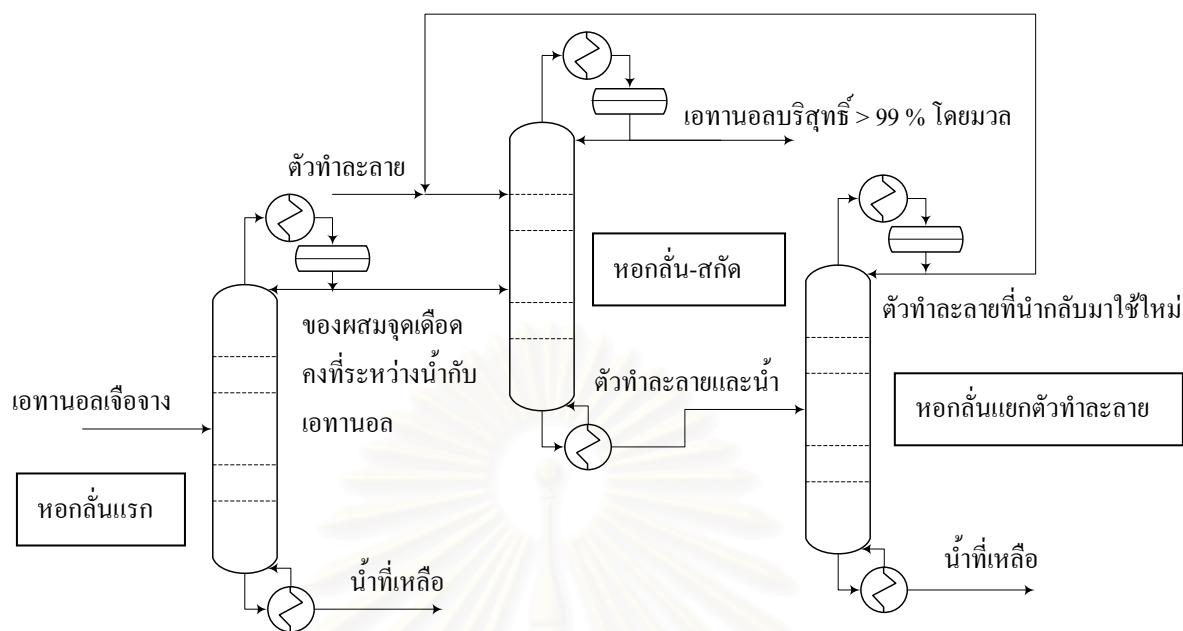 เอทานอลบริสุทธิ์ > 99 % โดยมวล
ตัวทำละลาย
หอกลั่น-สกัด
ของผสมจุดเดือด
คงที่ระหว่างน้ำกับ
เอทานอล
ตัวทำละลายที่นำกลับมาใช้ใหม่
ตัวทำละลายและน้ำ
เอทานอลเจือจาง
หอกลั่นแยกตัวทำละลาย
หอกลั่นแรก
น้ำที่เหลือ
น้ำที่เหลือ